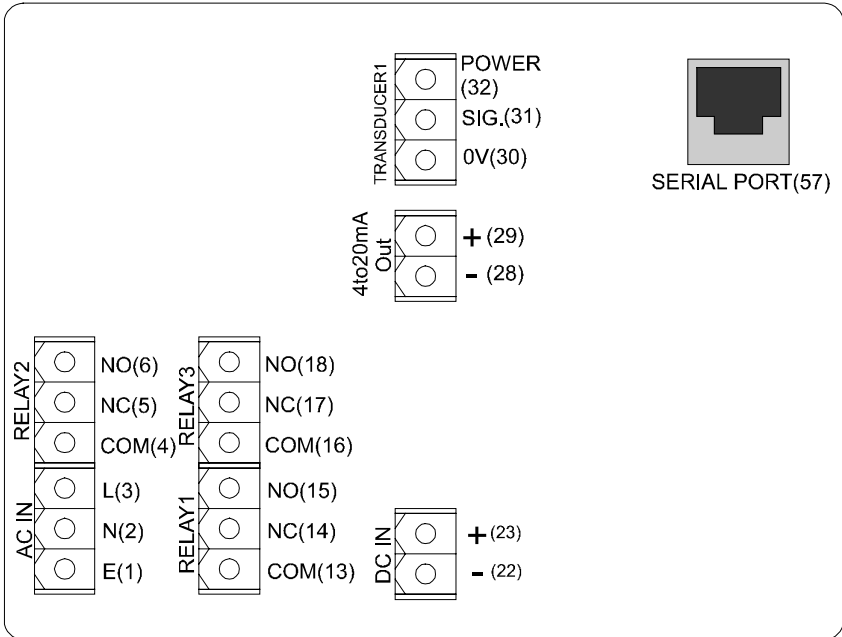 TRANSDUCER1
POWER
(32)
SIG.(31)
0V(30)
SERIAL PORT(57)
4to20mA
Out
+ (29)
- (28)
RELAY2
NO(6)
NC(5)
COM(4)
RELAY3
NO(18)
NC(17)
COM(16)
AC IN
L(3)
N(2)
E(1)
RELAY1
NO(15)
NC(14)
COM(13)
DC IN
+ (23)
- (22)